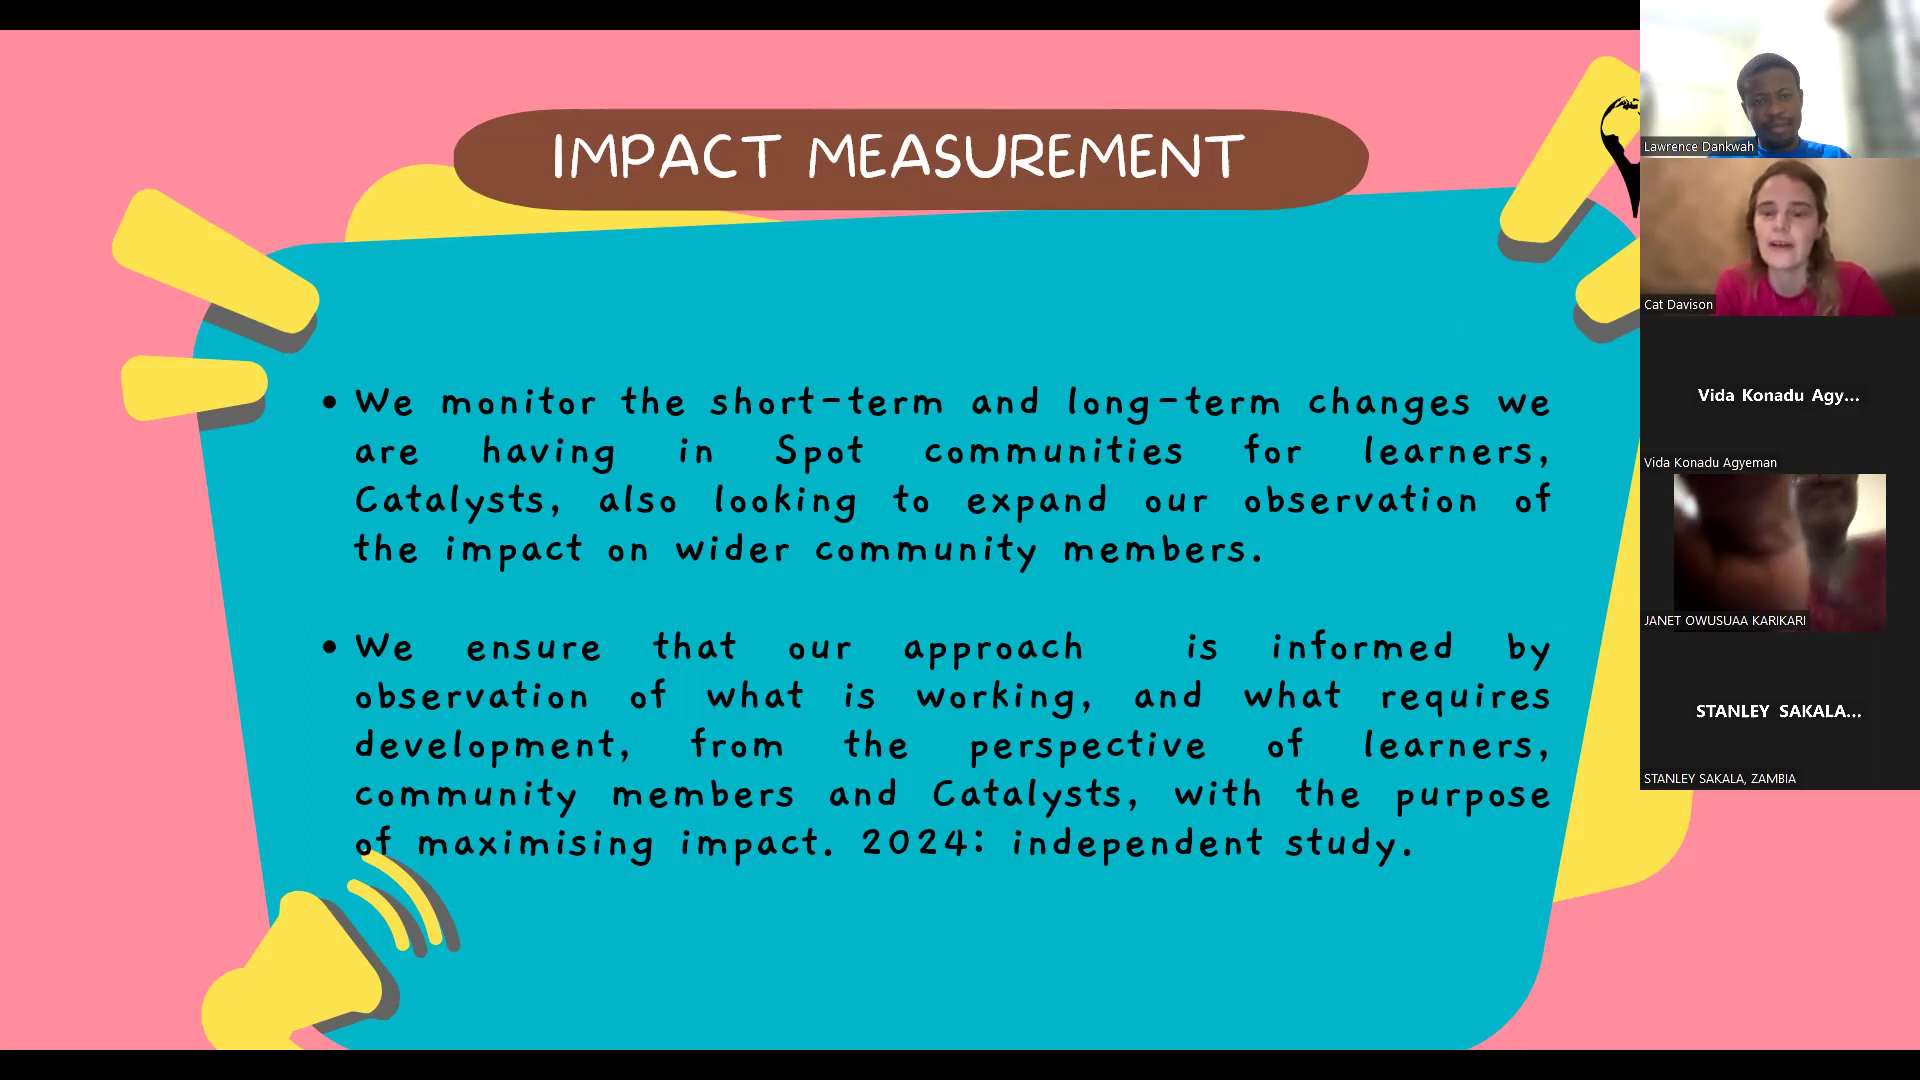 IMPACT MEASUREMENT
• We monitor the short-term and long-term changes we
are having in Spot communities for learners,
Catalysts, also looking to expand our observation of
the impact on wider community members.
• We ensure that our approach is informed by
observation of what is working, and what requires
development, from the perspective of learners,
community members and Catalysts, with the purpose
of maximising impact. 2024: independent study.
Lawrence Dankwah
Cat Davison
Vida Konadu Agy...
Vida Konadu Agyeman
JANET OWUSUAA KARIKARI
STANLEY SAKALA...
STANLEY SAKALA, ZAMBIA